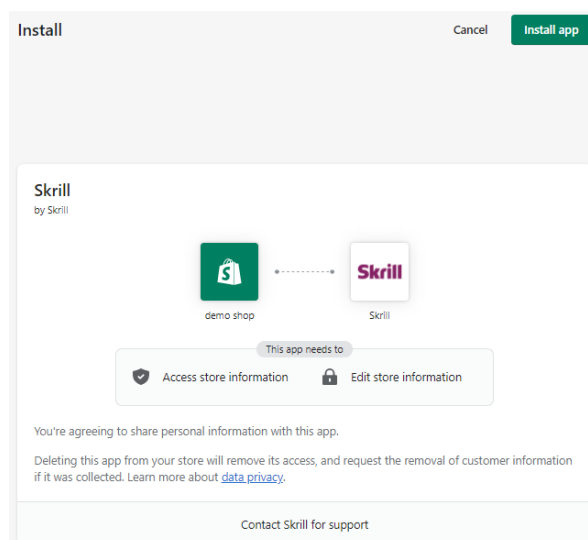 Install
Cancel
Install app
Skrill
by Skrill
S
Skrill
demo shop
Skrill
This app needs to
Access store information
Edit store information
You're agreeing to share personal information with this app.
Deleting this app from your store will remove its access, and request the removal of customer information
if it was collected. Learn more about data privacy.
Contact Skrill for support